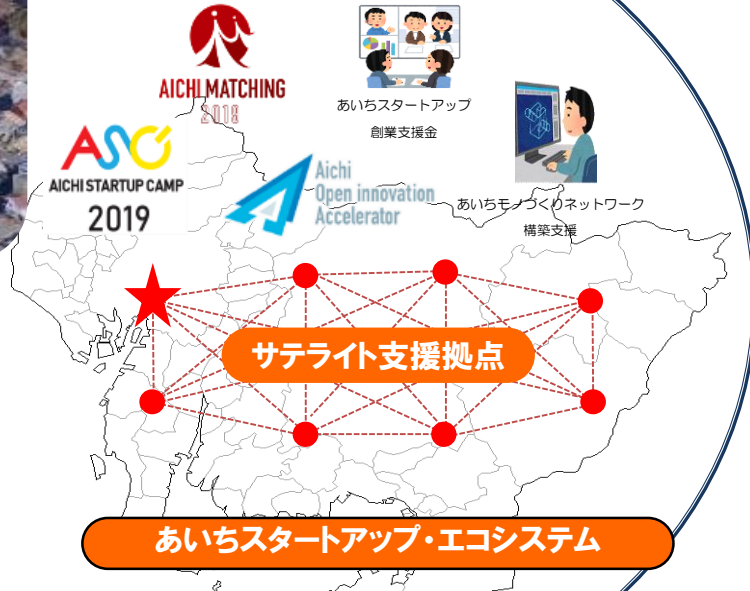 AICHI MATCHING
2019
あいちスタートアップ
創業支援金
ASC
AICHI STARTUP CAMP
2019
Aichi
Open innovation
Accelerator
あいちモノづくりネットワーク
構築支援
サテライト支援拠点
あいちスタートアップ・エコシステム